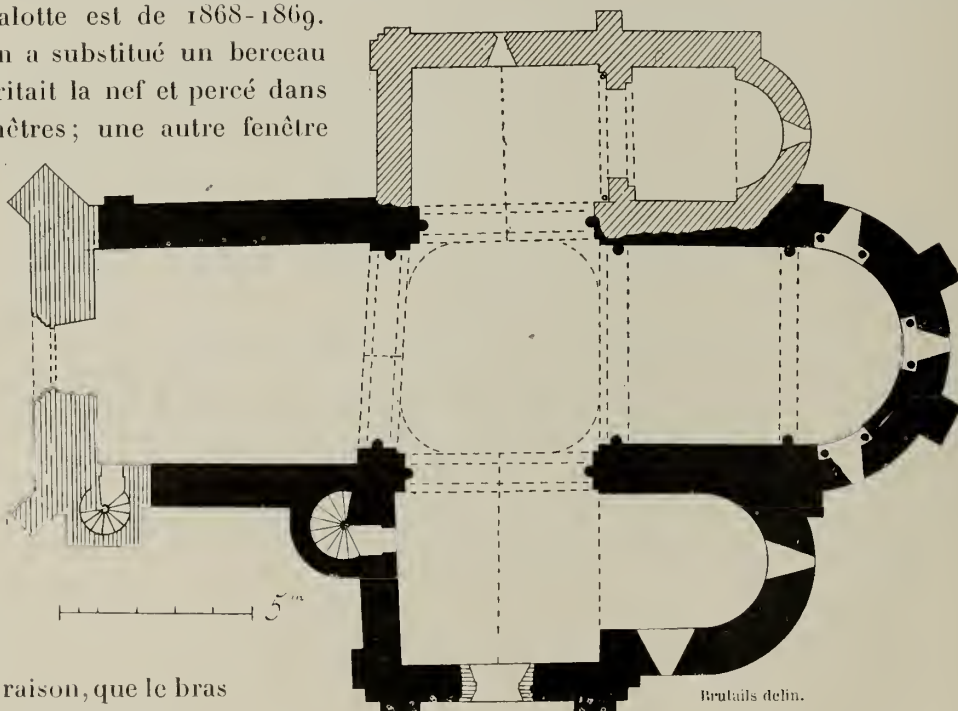 alotte est de 1868-1869.
n a substitué un berceau
ritait la nef et percé dans
nêtres; une autre fenêtre
5m
raison, que le bras
Brutails delin.